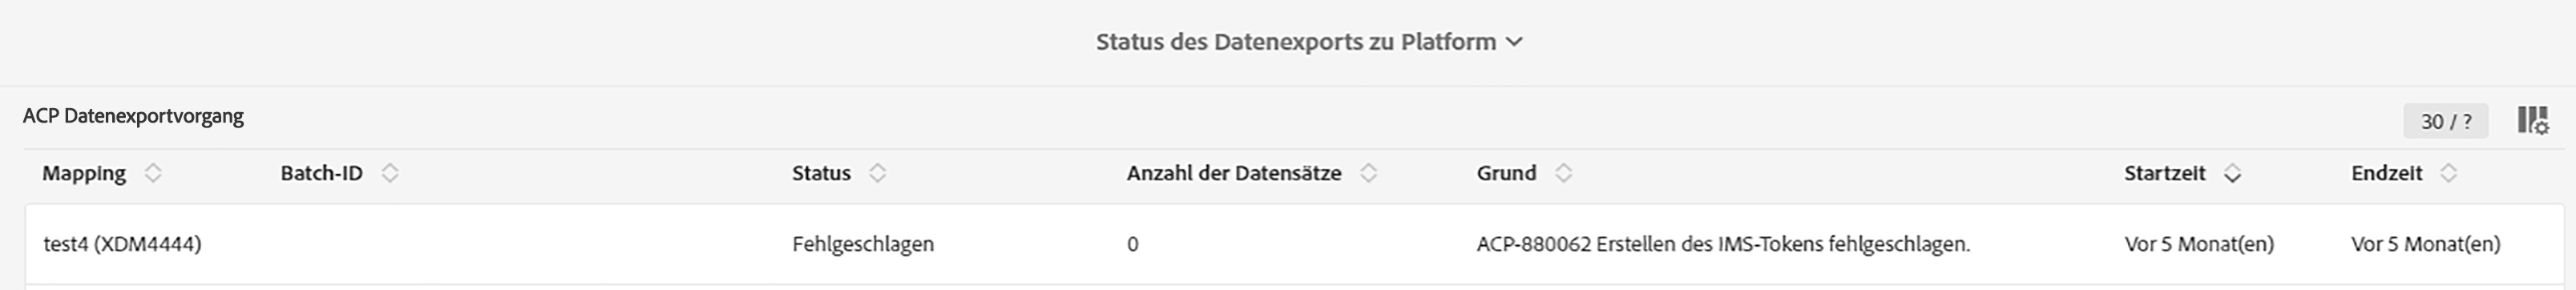 Status des Datenexports zu Platform
ACP Datenexportvorgang
30 / ?
Mapping Batch-ID Status Anzahl der Datensätze Grund Startzeit Endzeit
test4 (XDM4444) Fehlgeschlagen 0 ACP-880062 Erstellen des IMS-Tokens fehlgeschlagen. Vor 5 Monat(en) Vor 5 Monat(en)